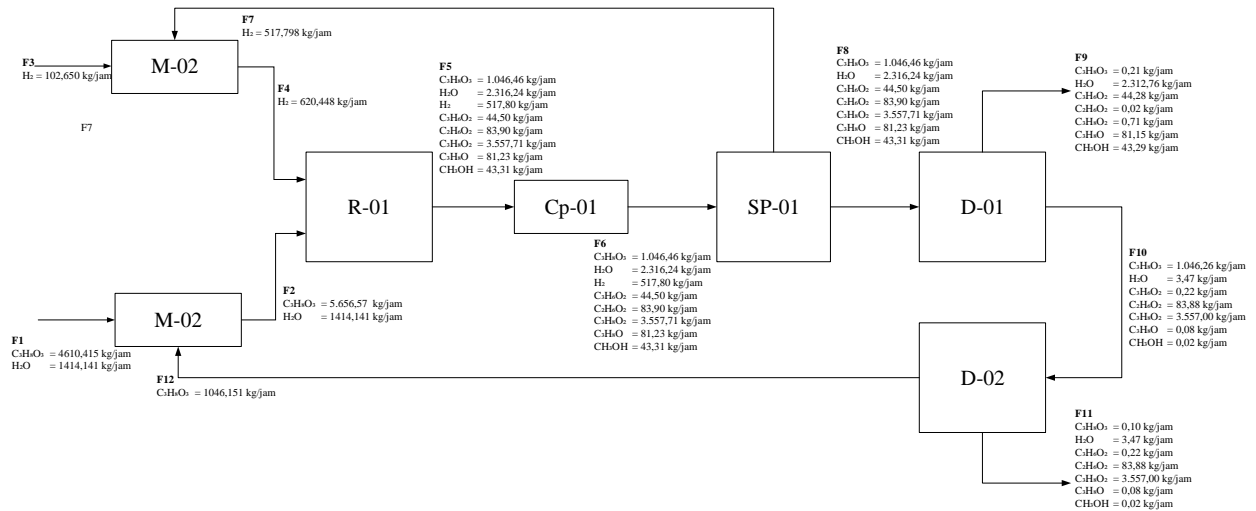 F7
H₂ = 517,798 kg/jam
F3
H₂ = 102,650 kg/jam
M-02
F4
H₂ = 620,448 kg/jam
F7
F5
C₃H₈O₃ = 1.046,46 kg/jam
H₂O = 2.316,24 kg/jam
H₂ = 517,80 kg/jam
C₃H₆O₂ = 44,50 kg/jam
C₂H₆O₂ = 83,90 kg/jam
C₃H₈O₂ = 3.557,71 kg/jam
C₃H₈O = 81,23 kg/jam
CH₃OH = 43,31 kg/jam
F8
C₃H₈O₃ = 1.046,46 kg/jam
H₂O = 2.316,24 kg/jam
C₃H₆O₂ = 44,50 kg/jam
C₂H₆O₂ = 83,90 kg/jam
C₃H₈O₂ = 3.557,71 kg/jam
C₃H₈O = 81,23 kg/jam
CH₃OH = 43,31 kg/jam
F9
C₃H₈O₃ = 0,21 kg/jam
H₂O = 2.312,76 kg/jam
C₃H₆O₂ = 44,28 kg/jam
C₂H₆O₂ = 0,02 kg/jam
C₃H₈O₂ = 0,71 kg/jam
C₃H₈O = 81,15 kg/jam
CH₃OH = 43,29 kg/jam
R-01
Cp-01
SP-01
D-01
F6
C₃H₈O₃ = 1.046,46 kg/jam
H₂O = 2.316,24 kg/jam
H₂ = 517,80 kg/jam
C₃H₆O₂ = 44,50 kg/jam
C₂H₆O₂ = 83,90 kg/jam
C₃H₈O₂ = 3.557,71 kg/jam
C₃H₈O = 81,23 kg/jam
CH₃OH = 43,31 kg/jam
F10
C₃H₈O₃ = 1.046,26 kg/jam
H₂O = 3,47 kg/jam
C₃H₆O₂ = 0,22 kg/jam
C₂H₆O₂ = 83,88 kg/jam
C₃H₈O₂ = 3.557,00 kg/jam
C₃H₈O = 0,08 kg/jam
CH₃OH = 0,02 kg/jam
F2
C₃H₈O₃ = 5.656,57 kg/jam
H₂O = 1414,141 kg/jam
M-02
F1
C₃H₈O₃ = 4610,415 kg/jam
H₂O = 1414,141 kg/jam
F12
C₃H₈O₃ = 1046,151 kg/jam
D-02
F11
C₃H₈O₃ = 0,10 kg/jam
H₂O = 3,47 kg/jam
C₃H₆O₂ = 0,22 kg/jam
C₂H₆O₂ = 83,88 kg/jam
C₃H₈O₂ = 3.557,00 kg/jam
C₃H₈O = 0,08 kg/jam
CH₃OH = 0,02 kg/jam